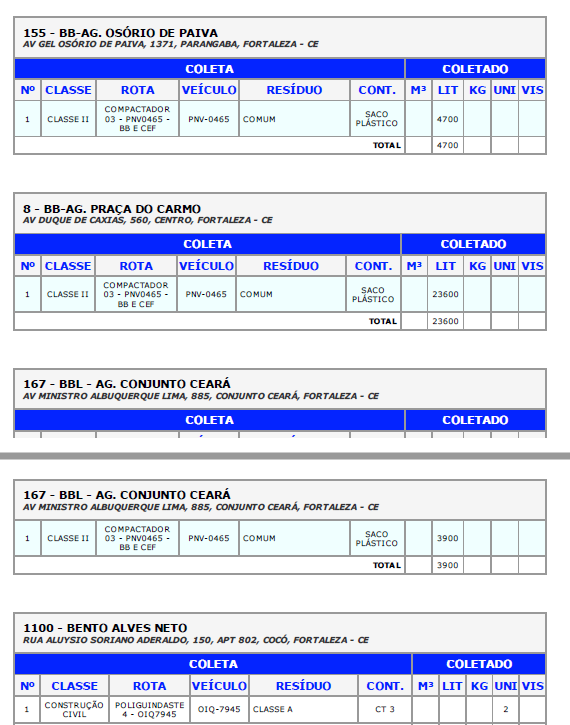 155 - BB-AG. OSÓRIO DE PAIVA
AV GEL OSÓRIO DE PAIVA, 1371, PARANGABA, FORTALEZA - CE
COLETA COLETADO
Nº CLASSE ROTA VEÍCULO RESÍDUO CONT. M³ LIT KG UNI VIS
1 CLASSE II COMPACTADOR 03 - PNV0465 - BB E CEF PNV-0465 COMUM SACO PLÁSTICO 4700
TOTAL 4700
8 - BB-AG. PRAÇA DO CARMO
AV DUQUE DE CAXIAS, 560, CENTRO, FORTALEZA - CE
COLETA COLETADO
Nº CLASSE ROTA VEÍCULO RESÍDUO CONT. M³ LIT KG UNI VIS
1 CLASSE II COMPACTADOR 03 - PNV0465 - BB E CEF PNV-0465 COMUM SACO PLÁSTICO 23600
TOTAL 23600
167 - BBL - AG. CONJUNTO CEARÁ
AV MINISTRO ALBUQUERQUE LIMA, 885, CONJUNTO CEARÁ, FORTALEZA - CE
COLETA COLETADO
167 - BBL - AG. CONJUNTO CEARÁ
AV MINISTRO ALBUQUERQUE LIMA, 885, CONJUNTO CEARÁ, FORTALEZA - CE
1 CLASSE II COMPACTADOR 03 - PNV0465 - BB E CEF PNV-0465 COMUM SACO PLÁSTICO 3900
TOTAL 3900
1100 - BENTO ALVES NETO
RUA ALUYSIO SORIANO ADERALDO, 150, APT 802, COCÓ, FORTALEZA - CE
COLETA COLETADO
Nº CLASSE ROTA VEÍCULO RESÍDUO CONT. M³ LIT KG UNI VIS
1 CONSTRUÇÃO CIVIL POLIGUINDASTE 4 - OIQ7945 OIQ-7945 CLASSE A CT 3 2